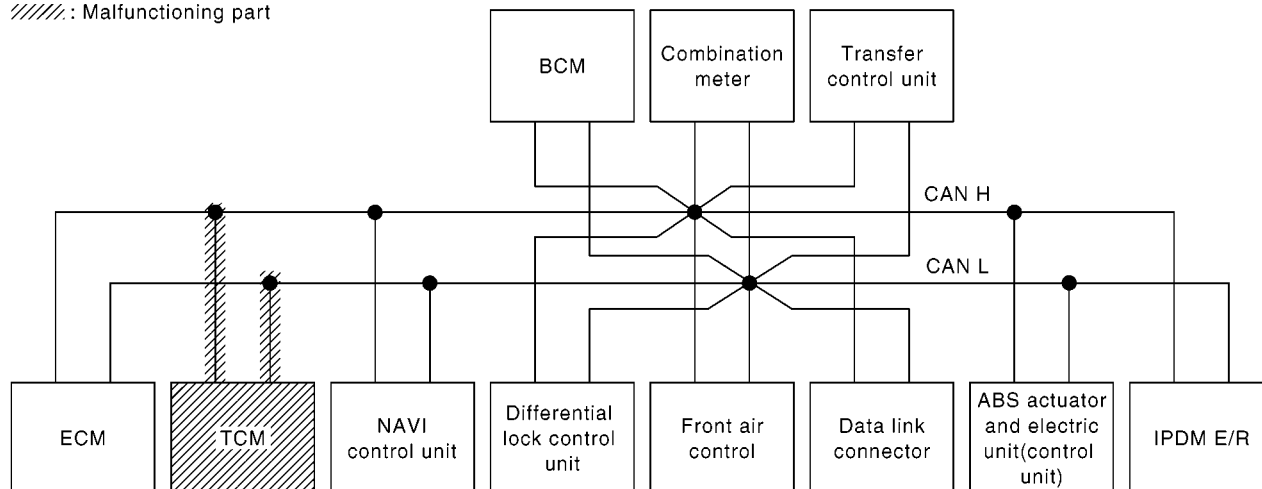 : Malfunctioning part
BCM
Combination
meter
Transfer
control unit
CAN H
CAN L
ECM
TCM
NAVI
control unit
Differential
lock control
unit
Front air
control
Data link
connector
ABS actuator
and electric
unit(control
unit)
IPDM E/R